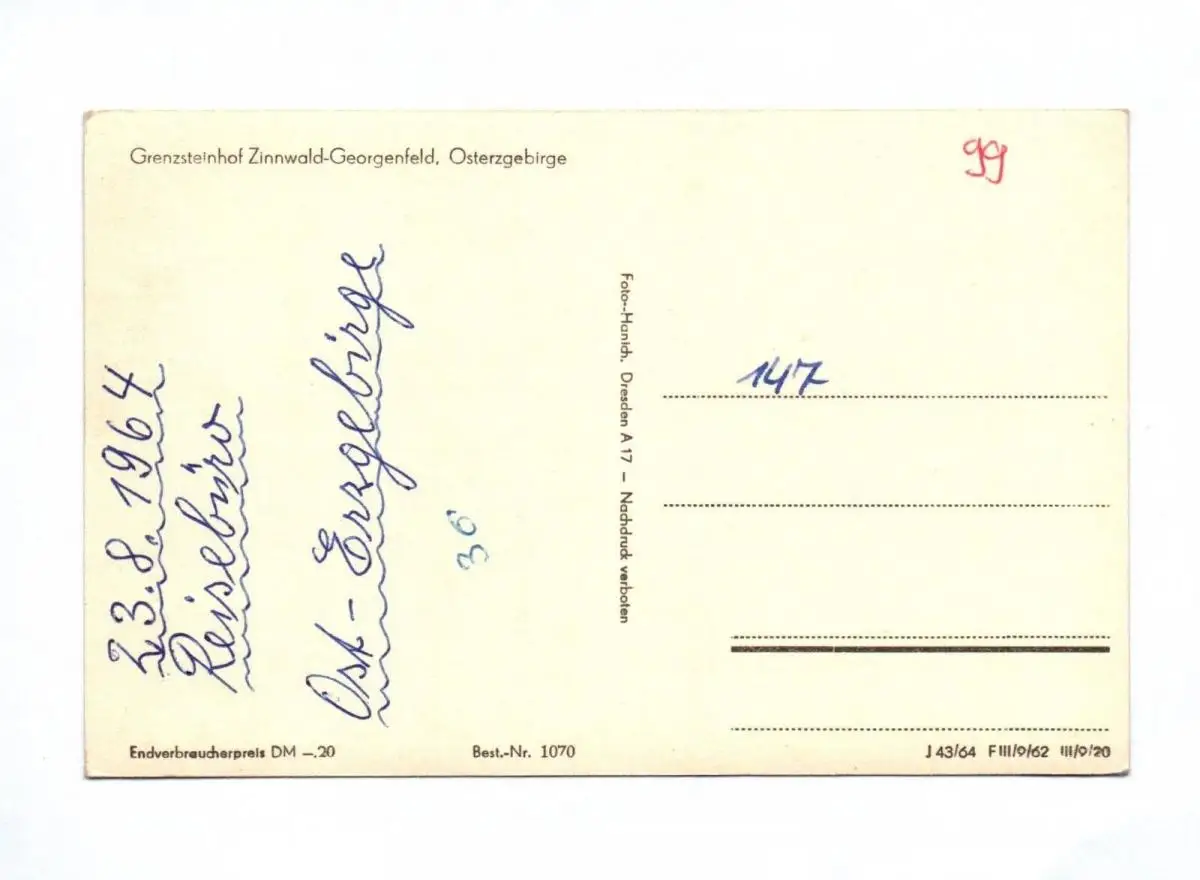 Grenzsteinhof Zinnwald-Georgenfeld, Osterzgebirge
99
23.8.1964
Reisebüro
Ost-Erzgebirge
36
Foto-Hanich, Dresden A 17 — Nachdruck verboten
147
Endverbraucherpreis DM —.20
Best.-Nr. 1070
J 43/64 F III/9/62 III/9/20